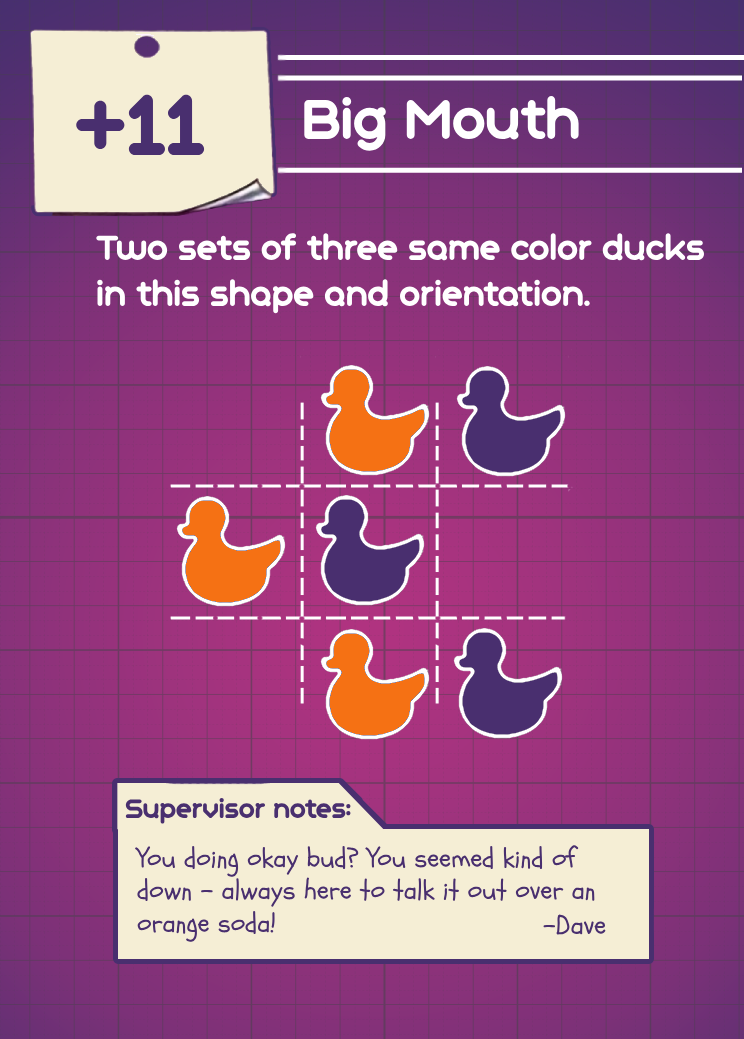 +11
Big Mouth
Two sets of three same color ducks
in this shape and orientation.
Supervisor notes:
You doing okay bud? You seemed kind of
down – always here to talk it out over an
orange soda!
–Dave